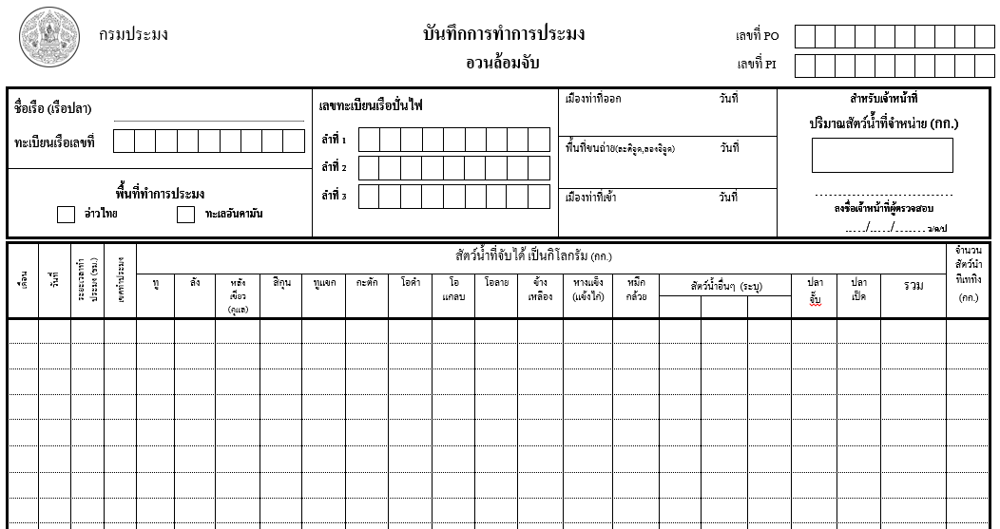 กรมประมง
บันทึกการทำการประมง
อวนล้อมจับ
เลขที่ PO
เลขที่ PI
ชื่อเรือ (เรือปลา)
ทะเบียนเรือเลขที่
พื้นที่ทำการประมง
อ่าวไทย ทะเลอันดามัน
เลขทะเบียนเรือปั่นไฟ
ลำที่ 1
ลำที่ 2
ลำที่ 3
เมืองท่าที่ออก วันที่
พื้นที่ขนถ่าย(ละติจูด,ลองจิจูด) วันที่
เมืองท่าที่เข้า วันที่
สำหรับเจ้าหน้าที่
ปริมาณสัตว์น้ำที่จำหน่าย (กก.)
ลงชื่อเจ้าหน้าที่ผู้ตรวจสอบ
....../....../........ ว/ด/ป
เดือน
วันที่
ระยะเวลาทำ
ประมง (ชม.)
เขตทำประมง
สัตว์น้ำที่จับได้ เป็นกิโลกรัม (กก.)
ทู
ลัง
หลัง
เขียว
(กุแล)
สีกุน
ทูแขก
กะตัก
โอดำ
โอ
แกลบ
โอลาย
ข้าง
เหลือง
หางแข็ง
(แข้งไก่)
หมึก
กล้วย
สัตว์น้ำอื่นๆ (ระบุ)
ปลา
จั๊บ
ปลา
เป็ด
รวม
จำนวน
สัตว์น้ำ
ที่เททิ้ง
(กก.)